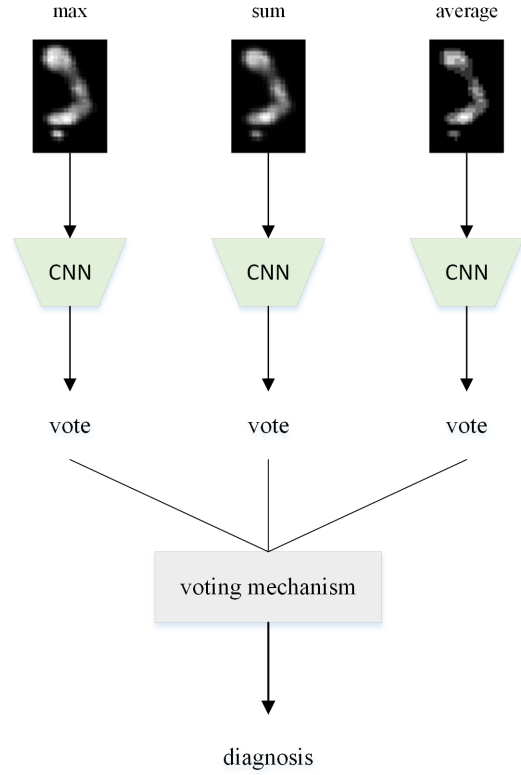 max
sum
average
CNN
CNN
CNN
vote
vote
vote
voting mechanism
diagnosis